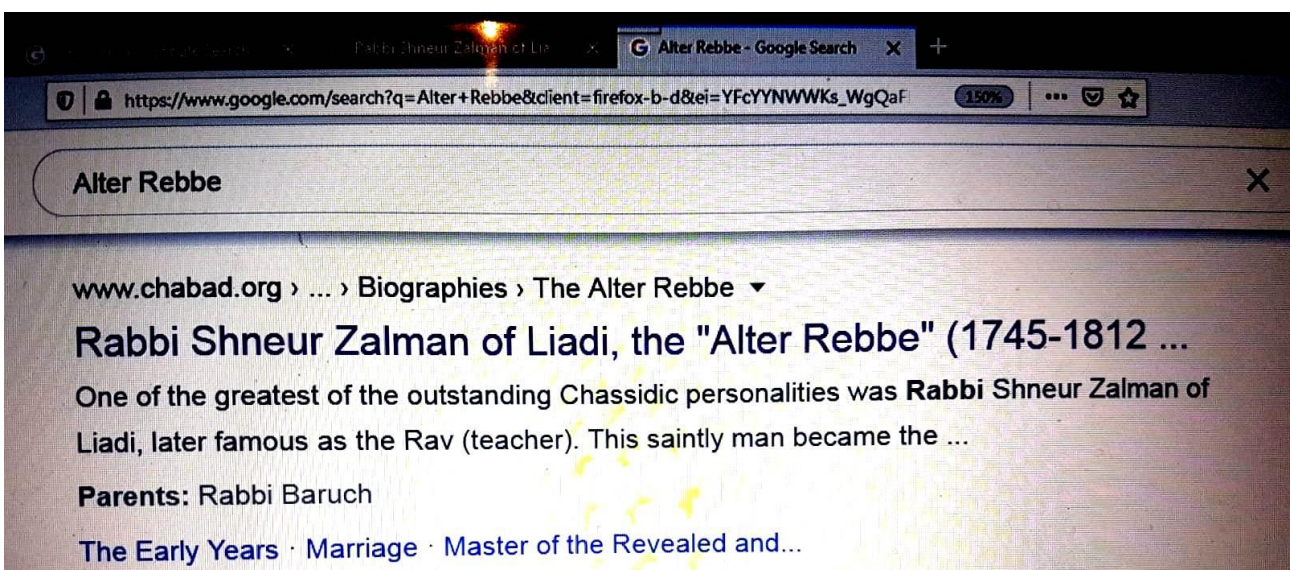 Rabbi Shneur Zalman of Lia
Alter Rebbe - Google Search
https://www.google.com/search?q=Alter+Rebbe&client=firefox-b-d&ei=YFcYYNWWKs_WgQaF
150%
Alter Rebbe
www.chabad.org › ... › Biographies › The Alter Rebbe
Rabbi Shneur Zalman of Liadi, the "Alter Rebbe" (1745-1812 ...
One of the greatest of the outstanding Chassidic personalities was Rabbi Shneur Zalman of
Liadi, later famous as the Rav (teacher). This saintly man became the ...
Parents: Rabbi Baruch
The Early Years · Marriage · Master of the Revealed and...